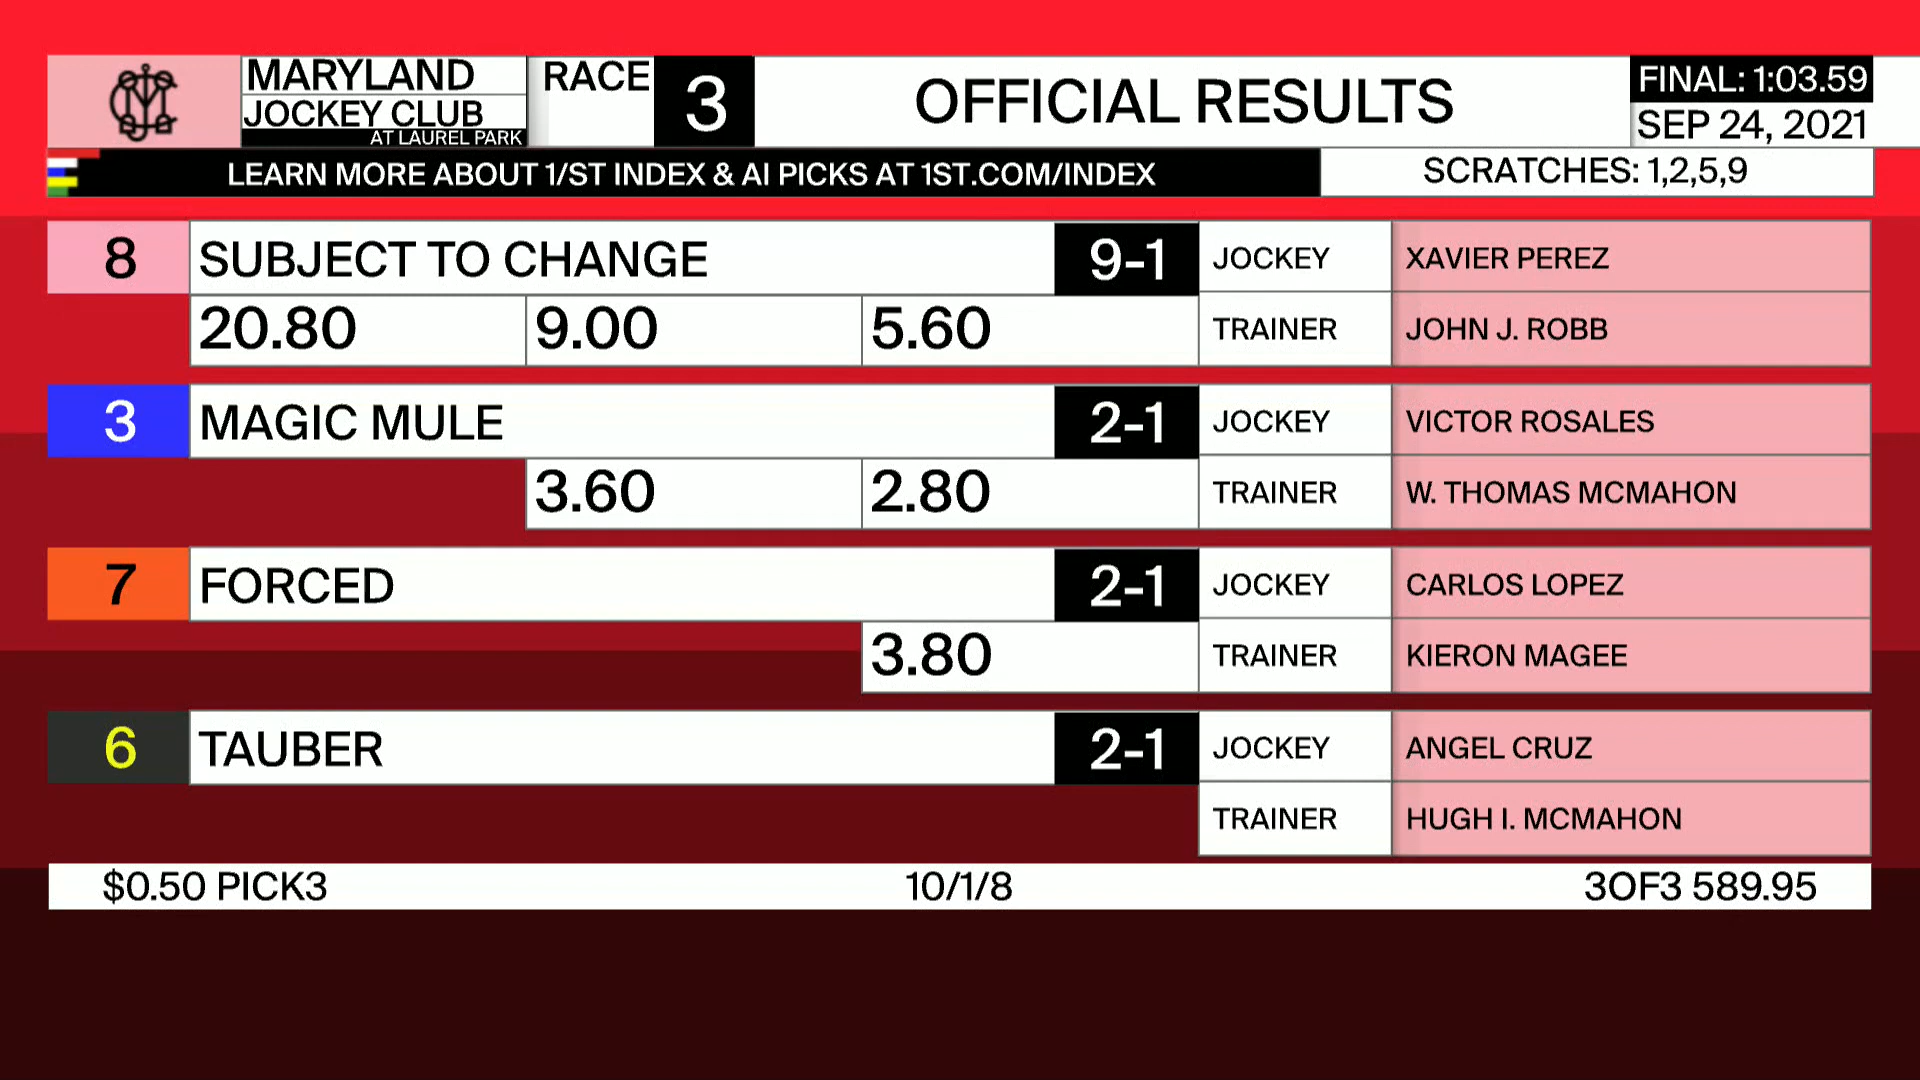 MARYLAND
JOCKEY CLUB
AT LAUREL PARK
RACE 3
OFFICIAL RESULTS
FINAL: 1:03.59
SEP 24, 2021
LEARN MORE ABOUT 1/ST INDEX & AI PICKS AT 1ST.COM/INDEX
SCRATCHES: 1,2,5,9
8 SUBJECT TO CHANGE 9-1 JOCKEY XAVIER PEREZ
20.80 9.00 5.60 TRAINER JOHN J. ROBB
3 MAGIC MULE 2-1 JOCKEY VICTOR ROSALES
3.60 2.80 TRAINER W. THOMAS MCMAHON
7 FORCED 2-1 JOCKEY CARLOS LOPEZ
3.80 TRAINER KIERON MAGEE
6 TAUBER 2-1 JOCKEY ANGEL CRUZ
TRAINER HUGH I. MCMAHON
$0.50 PICK3 10/1/8 3OF3 589.95